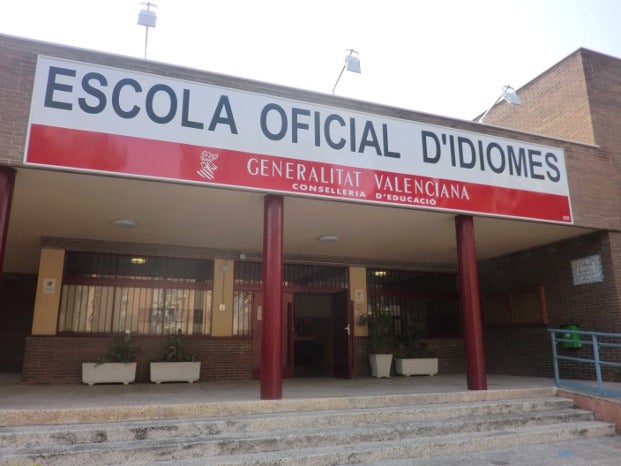 ESCOLA OFICIAL D'IDIOMES
GENERALITAT VALENCIANA
CONSELLERIA D'EDUCACIÓ